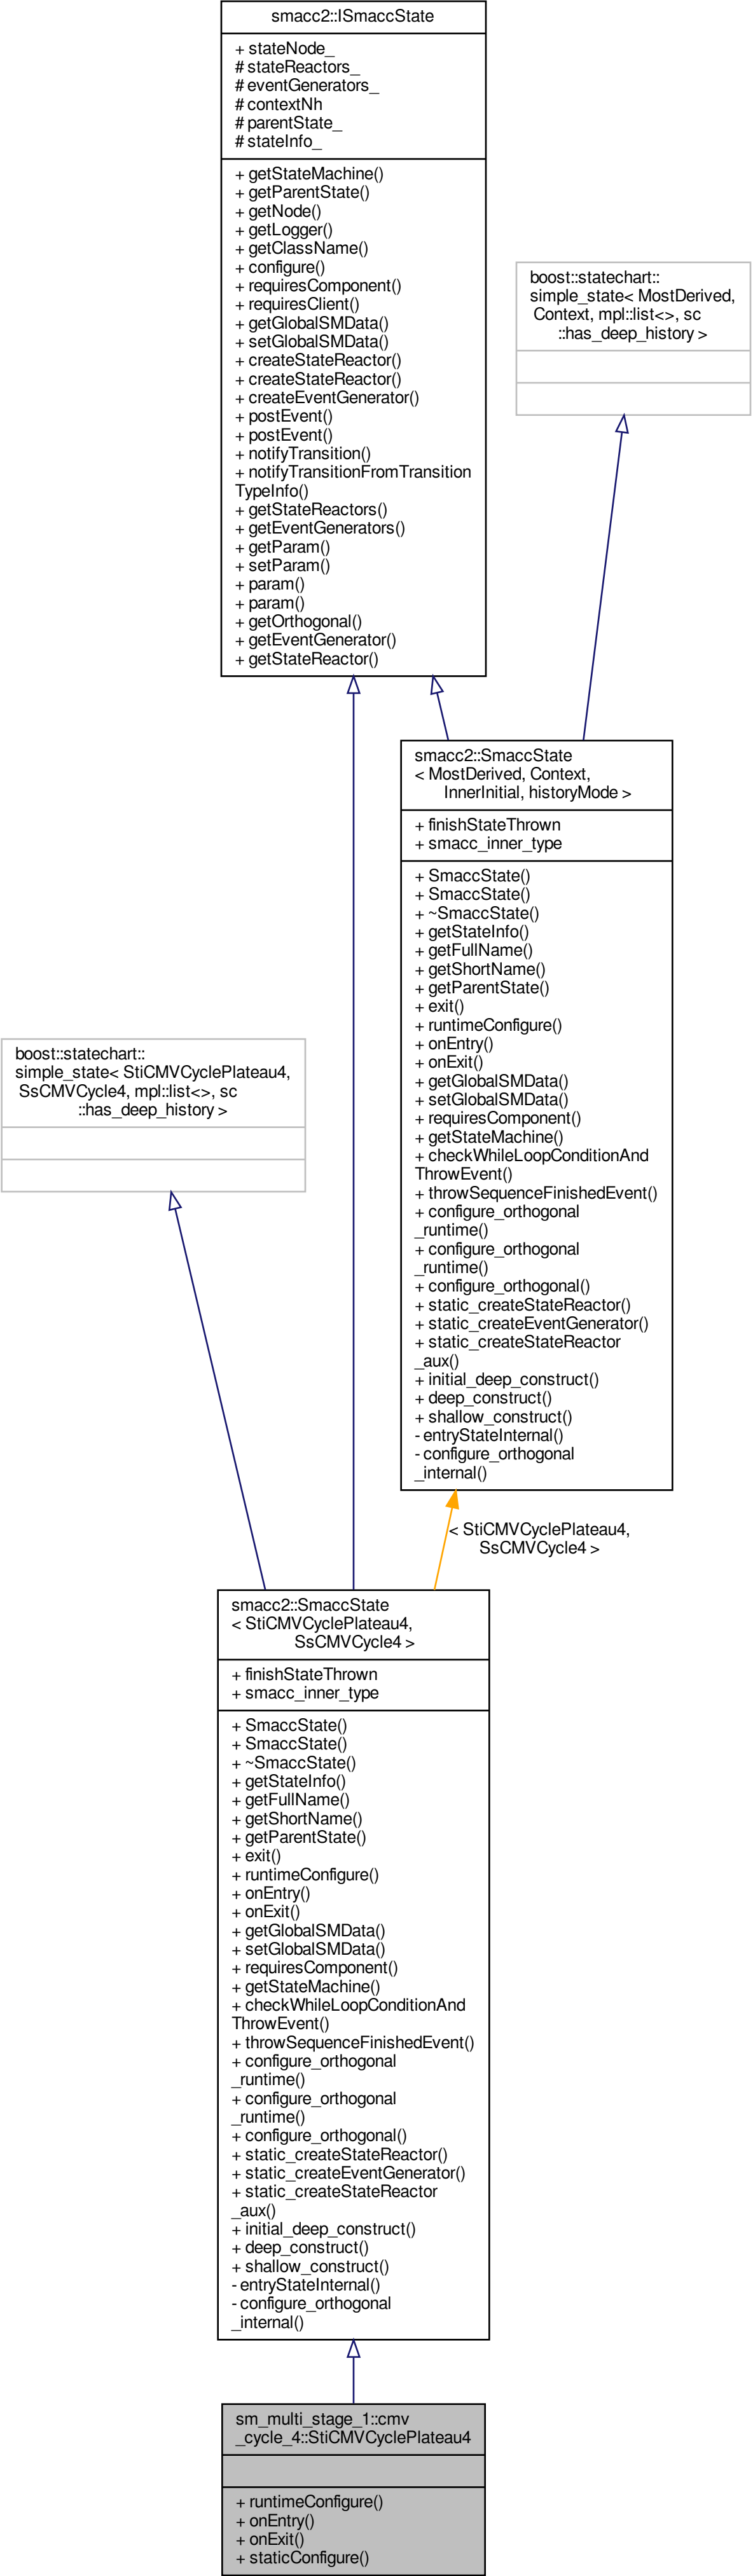 smacc2::ISmaccState
+ stateNode_
# stateReactors_
# eventGenerators_
# contextNh
# parentState_
# stateInfo_
+ getStateMachine()
+ getParentState()
+ getNode()
+ getLogger()
+ getClassName()
+ configure()
+ requiresComponent()
+ requiresClient()
+ getGlobalSMData()
+ setGlobalSMData()
+ createStateReactor()
+ createStateReactor()
+ createEventGenerator()
+ postEvent()
+ postEvent()
+ notifyTransition()
+ notifyTransitionFromTransition
TypeInfo()
+ getStateReactors()
+ getEventGenerators()
+ getParam()
+ setParam()
+ param()
+ param()
+ getOrthogonal()
+ getEventGenerator()
+ getStateReactor()
boost::statechart::
simple_state< MostDerived,
Context, mpl::list<>, sc
::has_deep_history >
smacc2::SmaccState
< MostDerived, Context,
InnerInitial, historyMode >
+ finishStateThrown
+ smacc_inner_type
+ SmaccState()
+ SmaccState()
+ ~SmaccState()
+ getStateInfo()
+ getFullName()
+ getShortName()
+ getParentState()
+ exit()
+ runtimeConfigure()
+ onEntry()
+ onExit()
+ getGlobalSMData()
+ setGlobalSMData()
+ requiresComponent()
+ getStateMachine()
+ checkWhileLoopConditionAnd
ThrowEvent()
+ throwSequenceFinishedEvent()
+ configure_orthogonal
_runtime()
+ configure_orthogonal
_runtime()
+ configure_orthogonal()
+ static_createStateReactor()
+ static_createEventGenerator()
+ static_createStateReactor
_aux()
+ initial_deep_construct()
+ deep_construct()
+ shallow_construct()
- entryStateInternal()
- configure_orthogonal
_internal()
boost::statechart::
simple_state< StiCMVCyclePlateau4,
SsCMVCycle4, mpl::list<>, sc
::has_deep_history >
< StiCMVCyclePlateau4,
SsCMVCycle4 >
smacc2::SmaccState
< StiCMVCyclePlateau4,
SsCMVCycle4 >
+ finishStateThrown
+ smacc_inner_type
+ SmaccState()
+ SmaccState()
+ ~SmaccState()
+ getStateInfo()
+ getFullName()
+ getShortName()
+ getParentState()
+ exit()
+ runtimeConfigure()
+ onEntry()
+ onExit()
+ getGlobalSMData()
+ setGlobalSMData()
+ requiresComponent()
+ getStateMachine()
+ checkWhileLoopConditionAnd
ThrowEvent()
+ throwSequenceFinishedEvent()
+ configure_orthogonal
_runtime()
+ configure_orthogonal
_runtime()
+ configure_orthogonal()
+ static_createStateReactor()
+ static_createEventGenerator()
+ static_createStateReactor
_aux()
+ initial_deep_construct()
+ deep_construct()
+ shallow_construct()
- entryStateInternal()
- configure_orthogonal
_internal()
sm_multi_stage_1::cmv
_cycle_4::StiCMVCyclePlateau4
+ runtimeConfigure()
+ onEntry()
+ onExit()
+ staticConfigure()